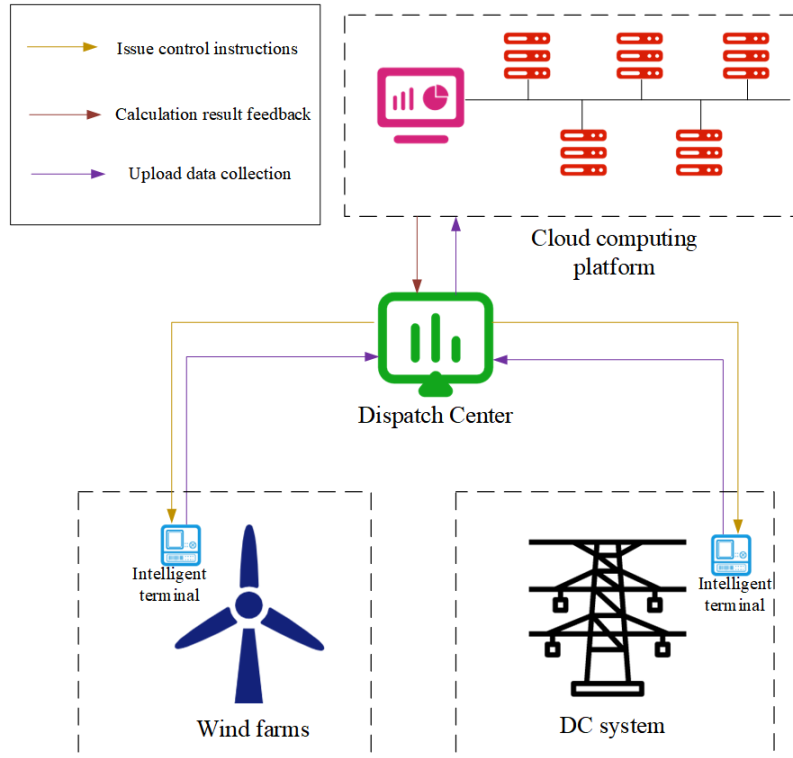 Issue control instructions
Calculation result feedback
Upload data collection
Cloud computing
platform
Dispatch Center
Intelligent
terminal
Wind farms
Intelligent
terminal
DC system